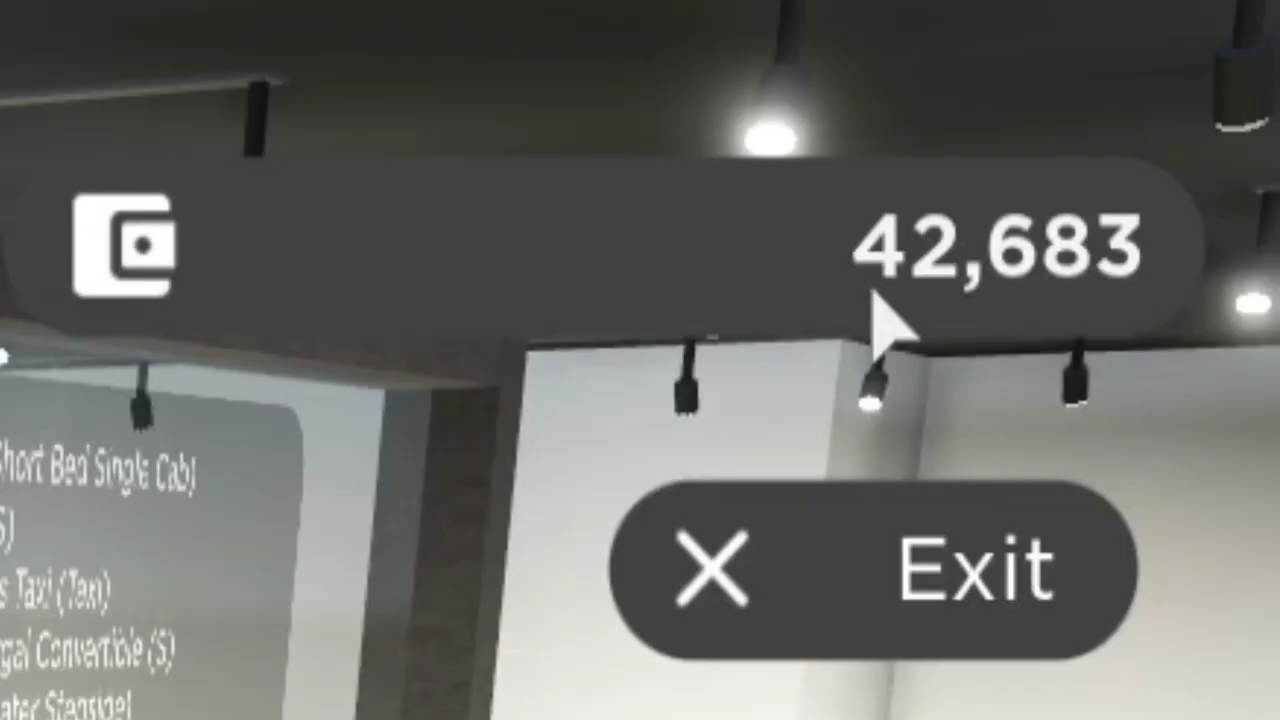 42,683
Short Bed Single Cab)
S)
s Taxi (Taxi)
Convertible (S)
Exit